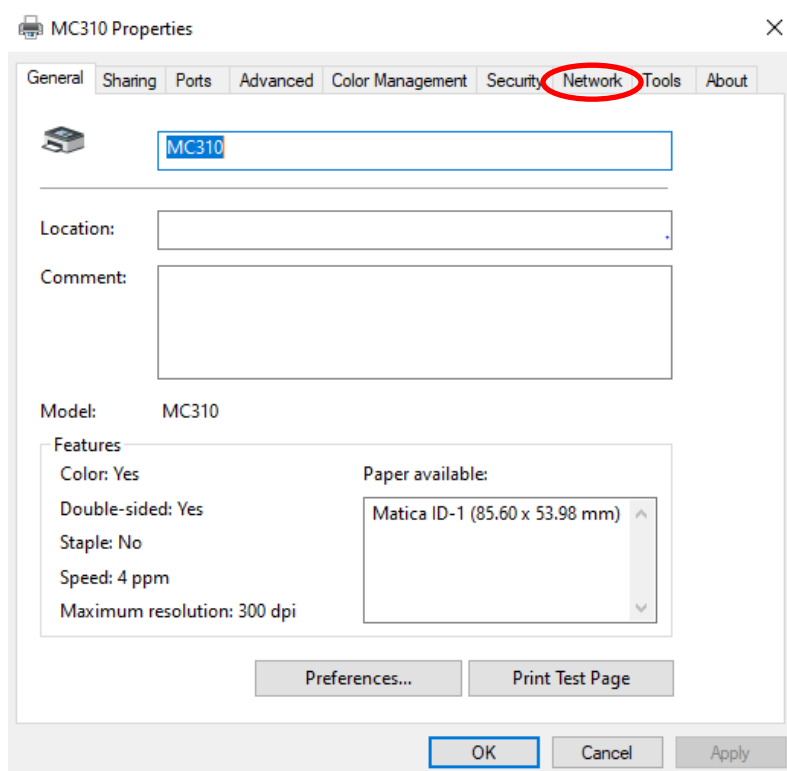 MC310 Properties
General Sharing Ports Advanced Color Management Security Network Tools About
MC310
Location:
Comment:
Model: MC310
Features
Color: Yes
Double-sided: Yes
Staple: No
Speed: 4 ppm
Maximum resolution: 300 dpi
Paper available:
Matica ID-1 (85.60 x 53.98 mm)
Preferences... Print Test Page
OK Cancel Apply